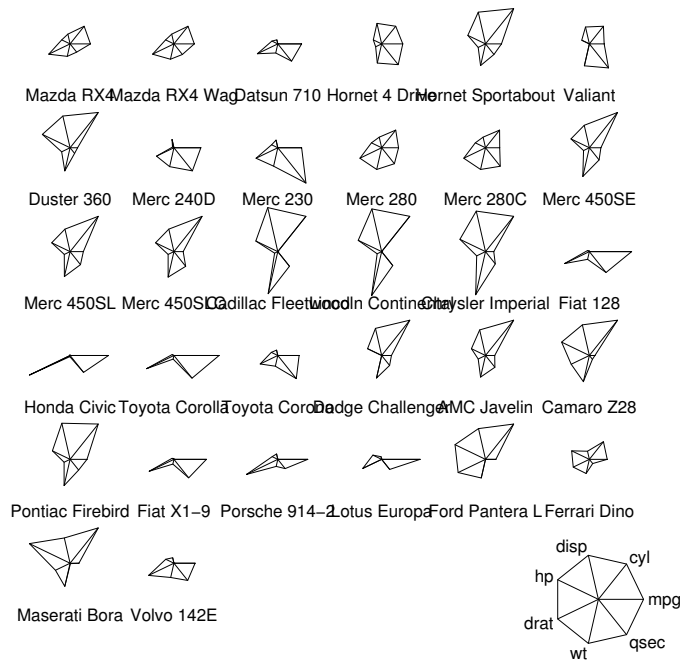 Mazda RX4 Mazda RX4 Wag Datsun 710 Hornet 4 Drive Hornet Sportabout Valiant
Duster 360 Merc 240D Merc 230 Merc 280 Merc 280C Merc 450SE
Merc 450SL Merc 450SLC Cadillac Fleetwood Lincoln Continental Chrysler Imperial Fiat 128
Honda Civic Toyota Corolla Toyota Corona Dodge Challenger AMC Javelin Camaro Z28
Pontiac Firebird Fiat X1−9 Porsche 914−2 Lotus Europa Ford Pantera L Ferrari Dino
Maserati Bora Volvo 142E
disp
cyl
hp
mpg
drat
qsec
wt